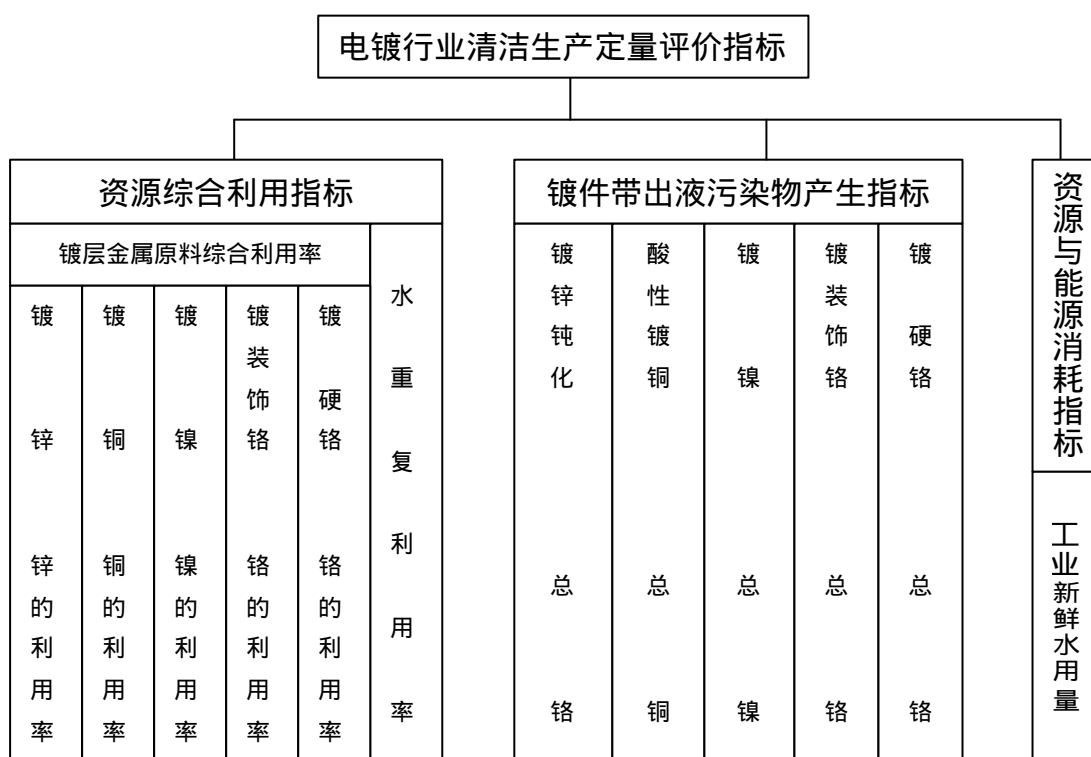 电镀行业清洁生产定量评价指标
资源综合利用指标
镀层金属原料综合利用率
镀锌 锌的利用率
镀铜 铜的利用率
镀镍 镍的利用率
镀装饰铬 铬的利用率
镀硬铬 铬的利用率
水重复利用率
镀件带出液污染物产生指标
镀锌钝化 总铬
酸性镀铜 总铜
镀镍 总镍
镀装饰铬 总铬
镀硬铬 总铬
资源与能源消耗指标
工业新鲜水用量